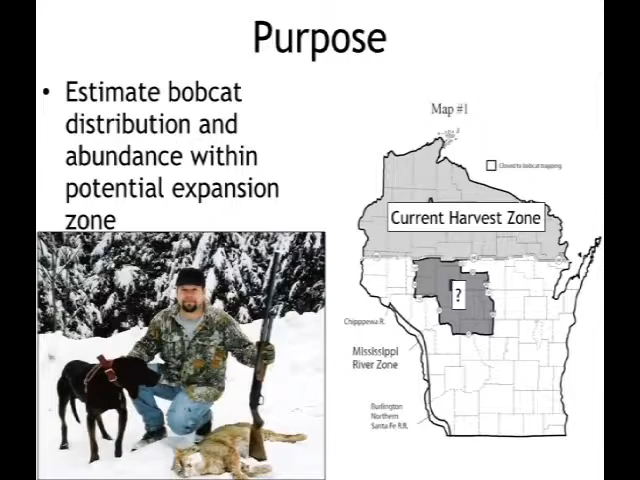 Purpose
• Estimate bobcat
distribution and
abundance within
potential expansion
zone
Map #1
Closed to bobcat trapping
Current Harvest Zone
?
Chipppewa R.
Mississippi
River Zone
Burlington
Northern
Santa Fe R.R.